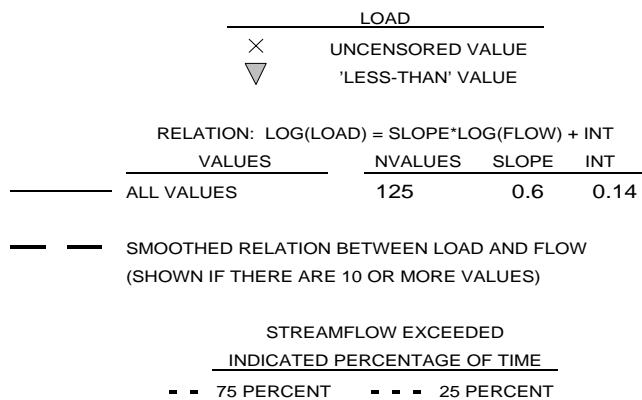 LOAD
UNCENSORED VALUE
'LESS-THAN' VALUE
RELATION: LOG(LOAD) = SLOPE*LOG(FLOW) + INT
VALUES NVALUES SLOPE INT
ALL VALUES 125 0.6 0.14
SMOOTHED RELATION BETWEEN LOAD AND FLOW
(SHOWN IF THERE ARE 10 OR MORE VALUES)
STREAMFLOW EXCEEDED
INDICATED PERCENTAGE OF TIME
75 PERCENT 25 PERCENT